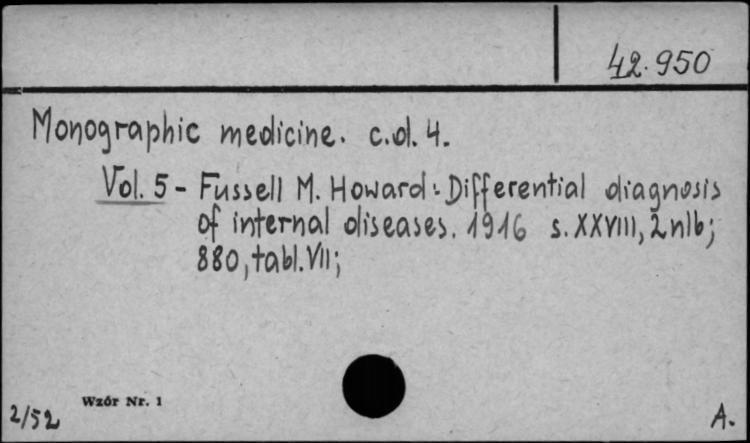 42.950
Monographic medicine. c.d. 4.
Vol. 5 - Fussell M. Howard: Differential diagnosis
of internal diseases. 1916 s. XXVIII, 2 nlb;
880, tabl. VII;
Wzór Nr. 1
2/52
A.